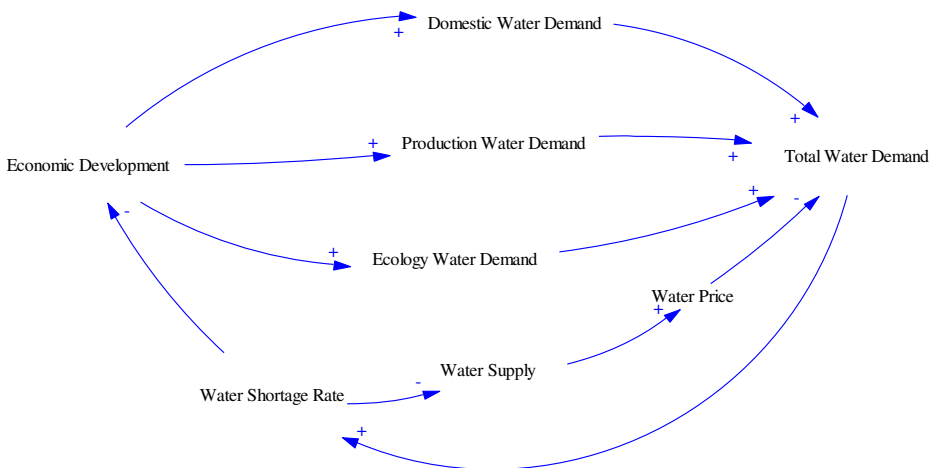 Domestic Water Demand
+
+
Production Water Demand
+
+
Total Water Demand
Economic Development
-
+
-
+
Ecology Water Demand
Water Price
+
Water Supply
-
Water Shortage Rate
+